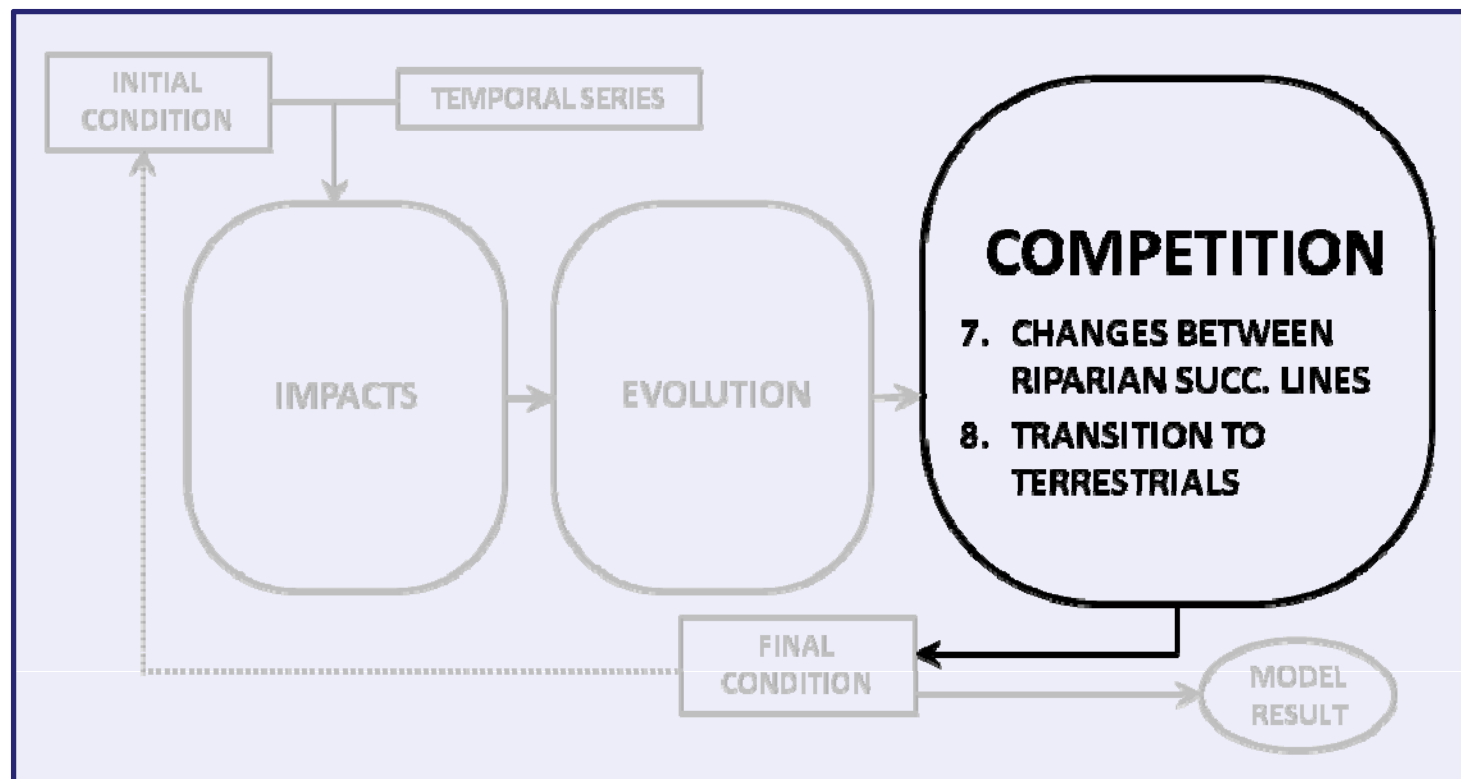 INITIAL
CONDITION
TEMPORAL SERIES
IMPACTS
EVOLUTION
COMPETITION
7. CHANGES BETWEEN
RIPARIAN SUCC. LINES
8. TRANSITION TO
TERRESTRIALS
FINAL
CONDITION
MODEL
RESULT